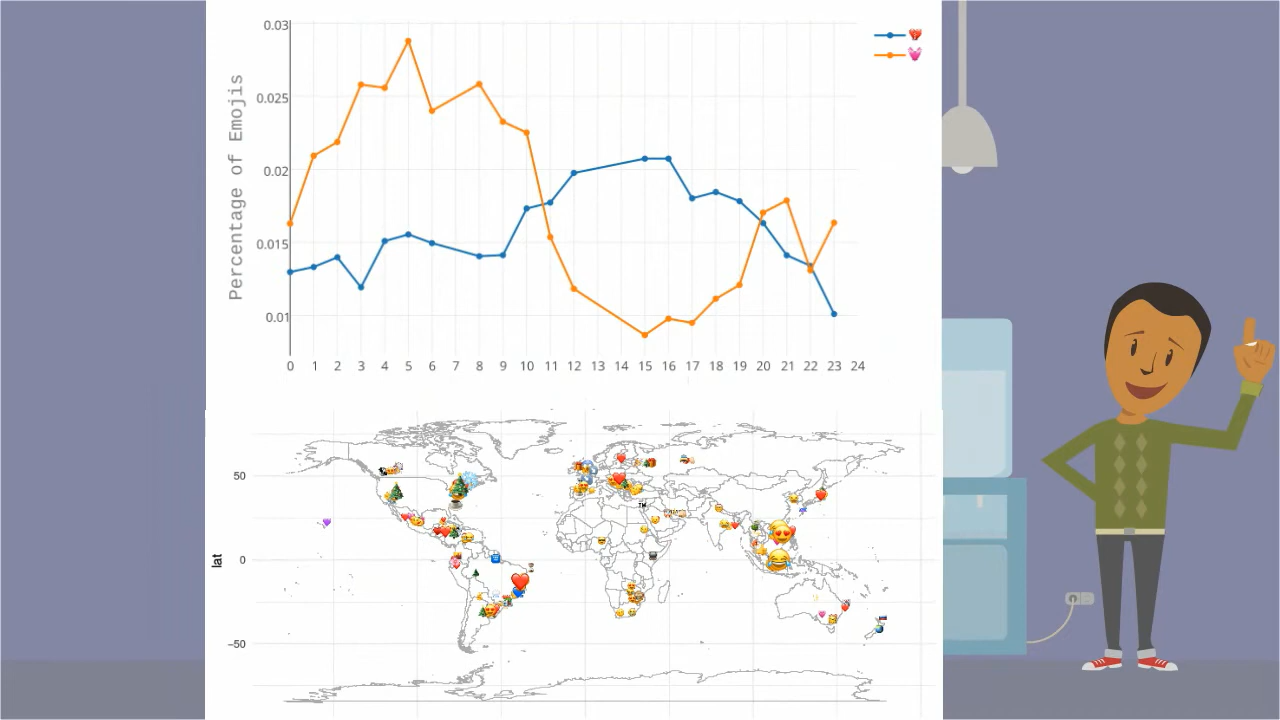 0.03
0.025
0.02
0.015
0.01
Percentage of Emojis
0 1 2 3 4 5 6 7 8 9 10 11 12 13 14 15 16 17 18 19 20 21 22 23 24
50
0
−50
lat